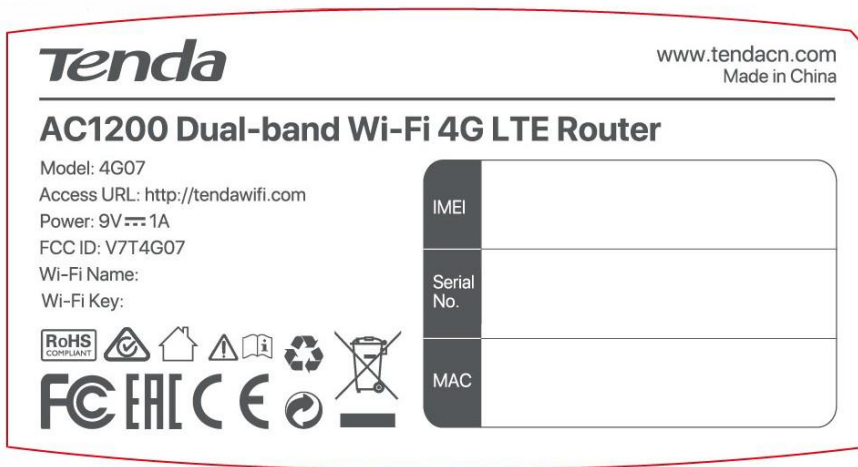 Tenda
www.tendacn.com
Made in China
AC1200 Dual-band Wi-Fi 4G LTE Router
Model: 4G07
Access URL: http://tendawifi.com
Power: 9V⎓1A
FCC ID: V7T4G07
Wi-Fi Name:
Wi-Fi Key:
IMEI
Serial
No.
MAC
RoHS
COMPLIANT
FC EAC CE